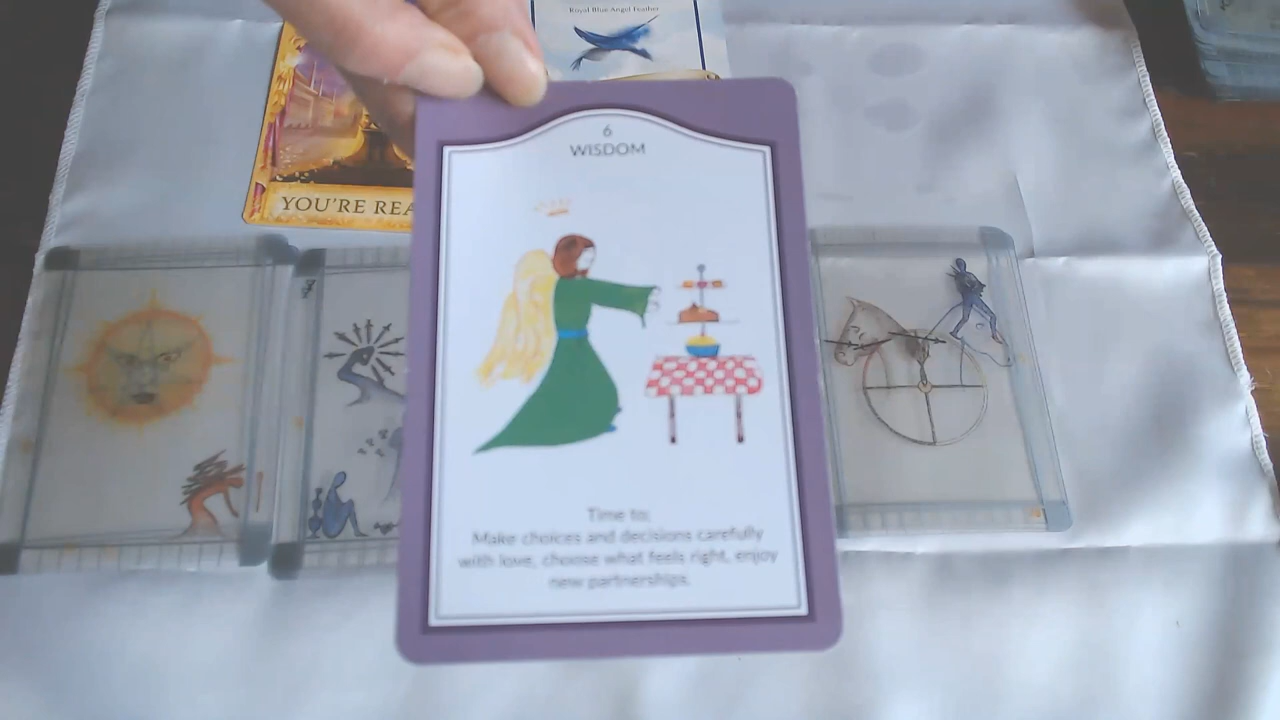 Royal Blue Angel Feather
6
WISDOM
YOU'RE REA
Time to:
Make choices and decisions carefully
with love, choose what feels right, enjoy
new partnerships.